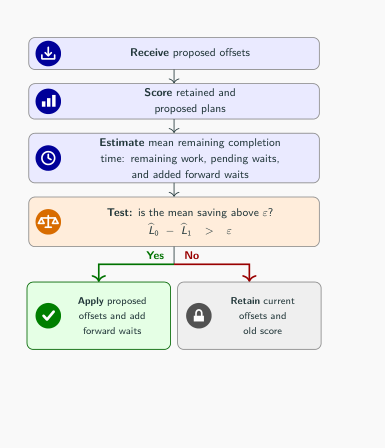 Receive proposed offsets
Score retained and
proposed plans
Estimate mean remaining completion
time: remaining work, pending waits,
and added forward waits
Test: is the mean saving above ε?
L̂₀ − L̂₁ > ε
Yes No
Apply proposed
offsets and add
forward waits
Retain current
offsets and
old score